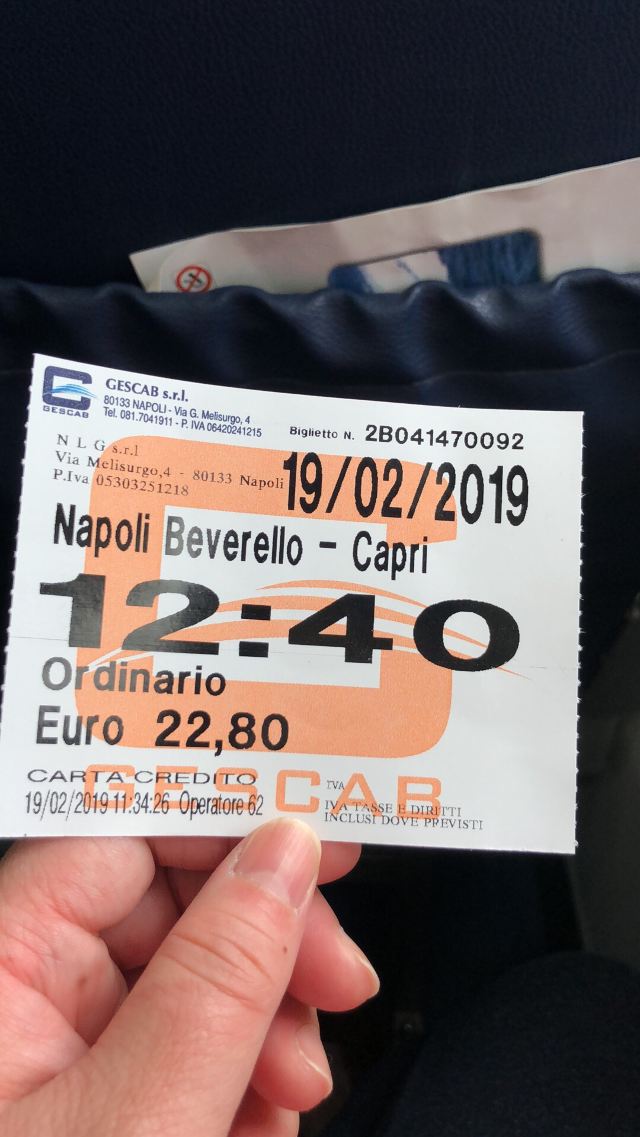 GESCAB
GESCAB s.r.l.
80133 NAPOLI - Via G. Melisurgo, 4
Tel. 081.7041911 - P. IVA 06420241215
Biglietto N. 2B041470092
N L G s.r.l
Via Melisurgo,4 - 80133 Napoli
P.Iva 05303251218
19/02/2019
Napoli Beverello - Capri
12:40
Ordinario
Euro 22,80
GESCAB
CARTA CREDITO
19/02/2019 11:34:26 Operatore 62
IVA
IVA TASSE E DIRITTI
INCLUSI DOVE PREVISTI